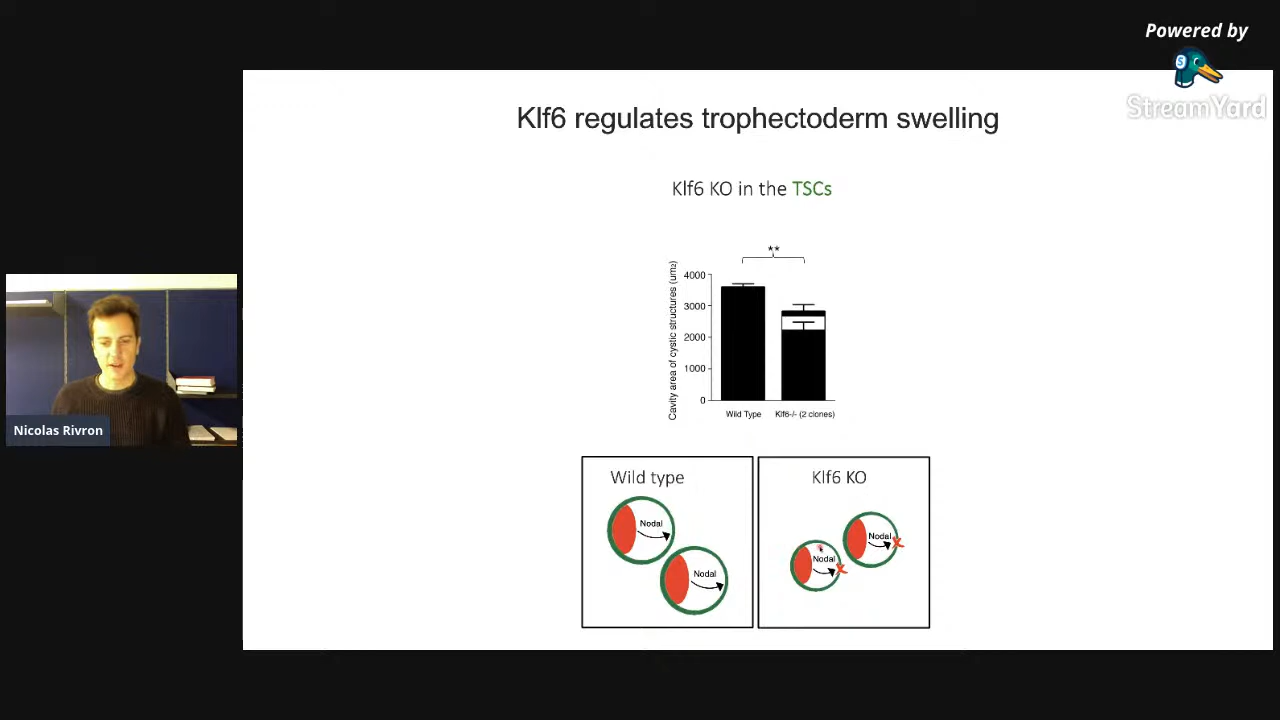 Powered by
StreamYard
Klf6 regulates trophectoderm swelling
Klf6 KO in the TSCs
**
Cavity area of cystic structures (um2)
4000
3000
2000
1000
0
Wild Type
Klf6-/- (2 clones)
Nicolas Rivron
Wild type
Nodal
Nodal
Klf6 KO
Nodal
Nodal